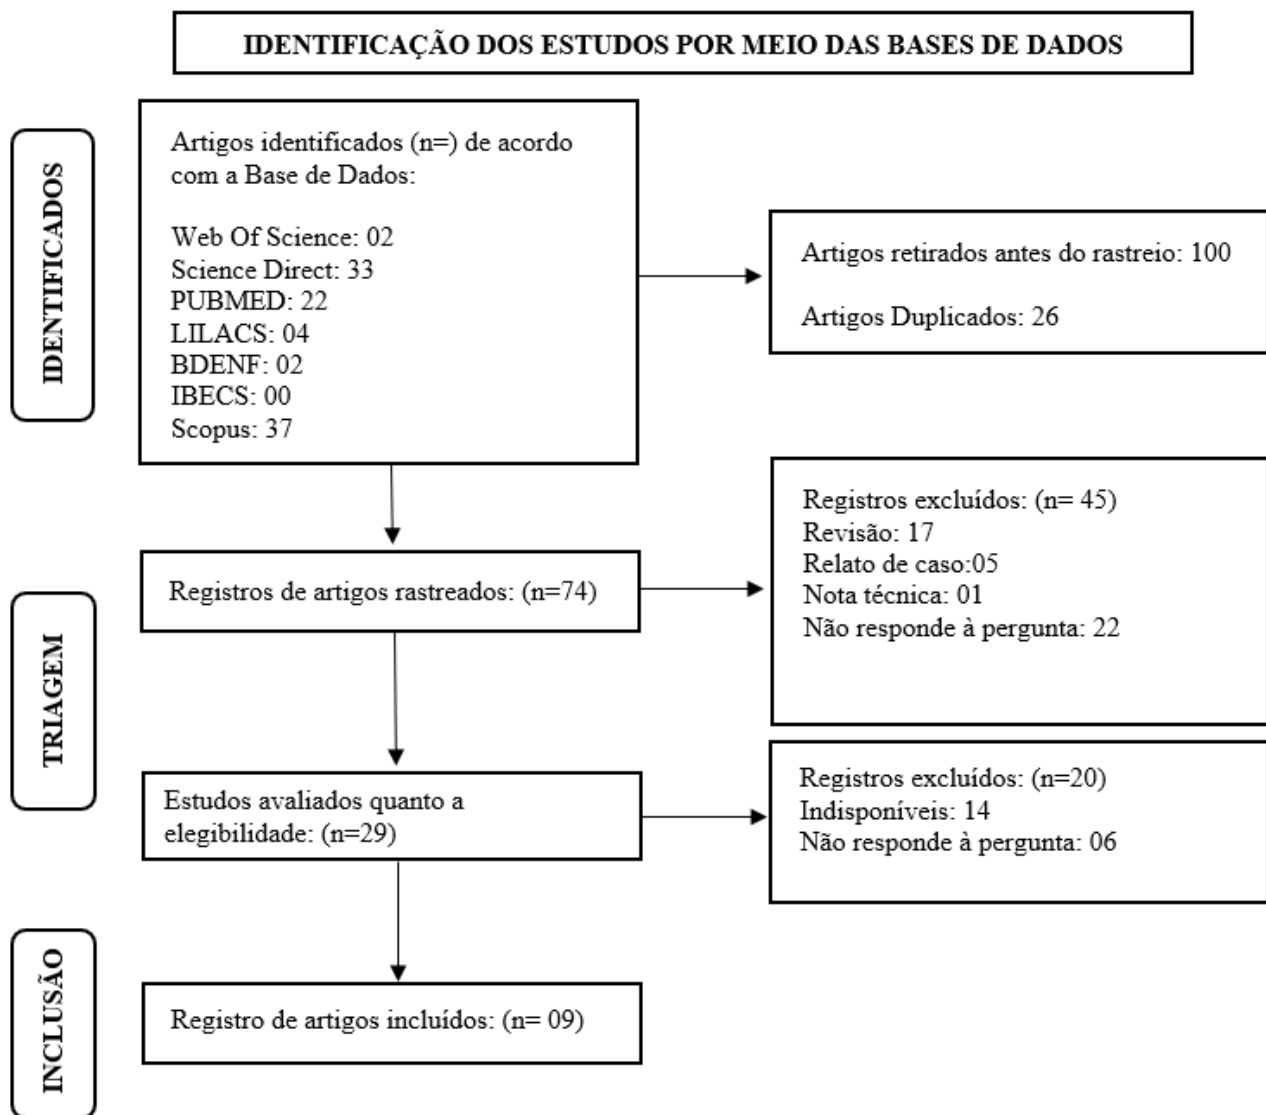 IDENTIFICAÇÃO DOS ESTUDOS POR MEIO DAS BASES DE DADOS
IDENTIFICADOS
Artigos identificados (n=) de acordo
com a Base de Dados:
Web Of Science: 02
Science Direct: 33
PUBMED: 22
LILACS: 04
BDENF: 02
IBECS: 00
Scopus: 37
Artigos retirados antes do rastreio: 100
Artigos Duplicados: 26
TRIAGEM
Registros de artigos rastreados: (n=74)
Registros excluídos: (n= 45)
Revisão: 17
Relato de caso:05
Nota técnica: 01
Não responde à pergunta: 22
Estudos avaliados quanto a
elegibilidade: (n=29)
Registros excluídos: (n=20)
Indisponíveis: 14
Não responde à pergunta: 06
INCLUSÃO
Registro de artigos incluídos: (n= 09)